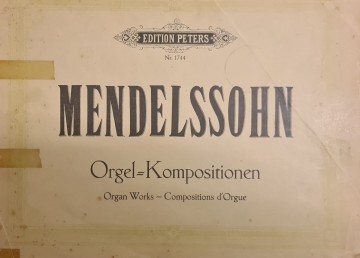 EDITION PETERS
Nr. 1744
MENDELSSOHN
Orgel=Kompositionen
Organ Works – Compositions d'Orgue